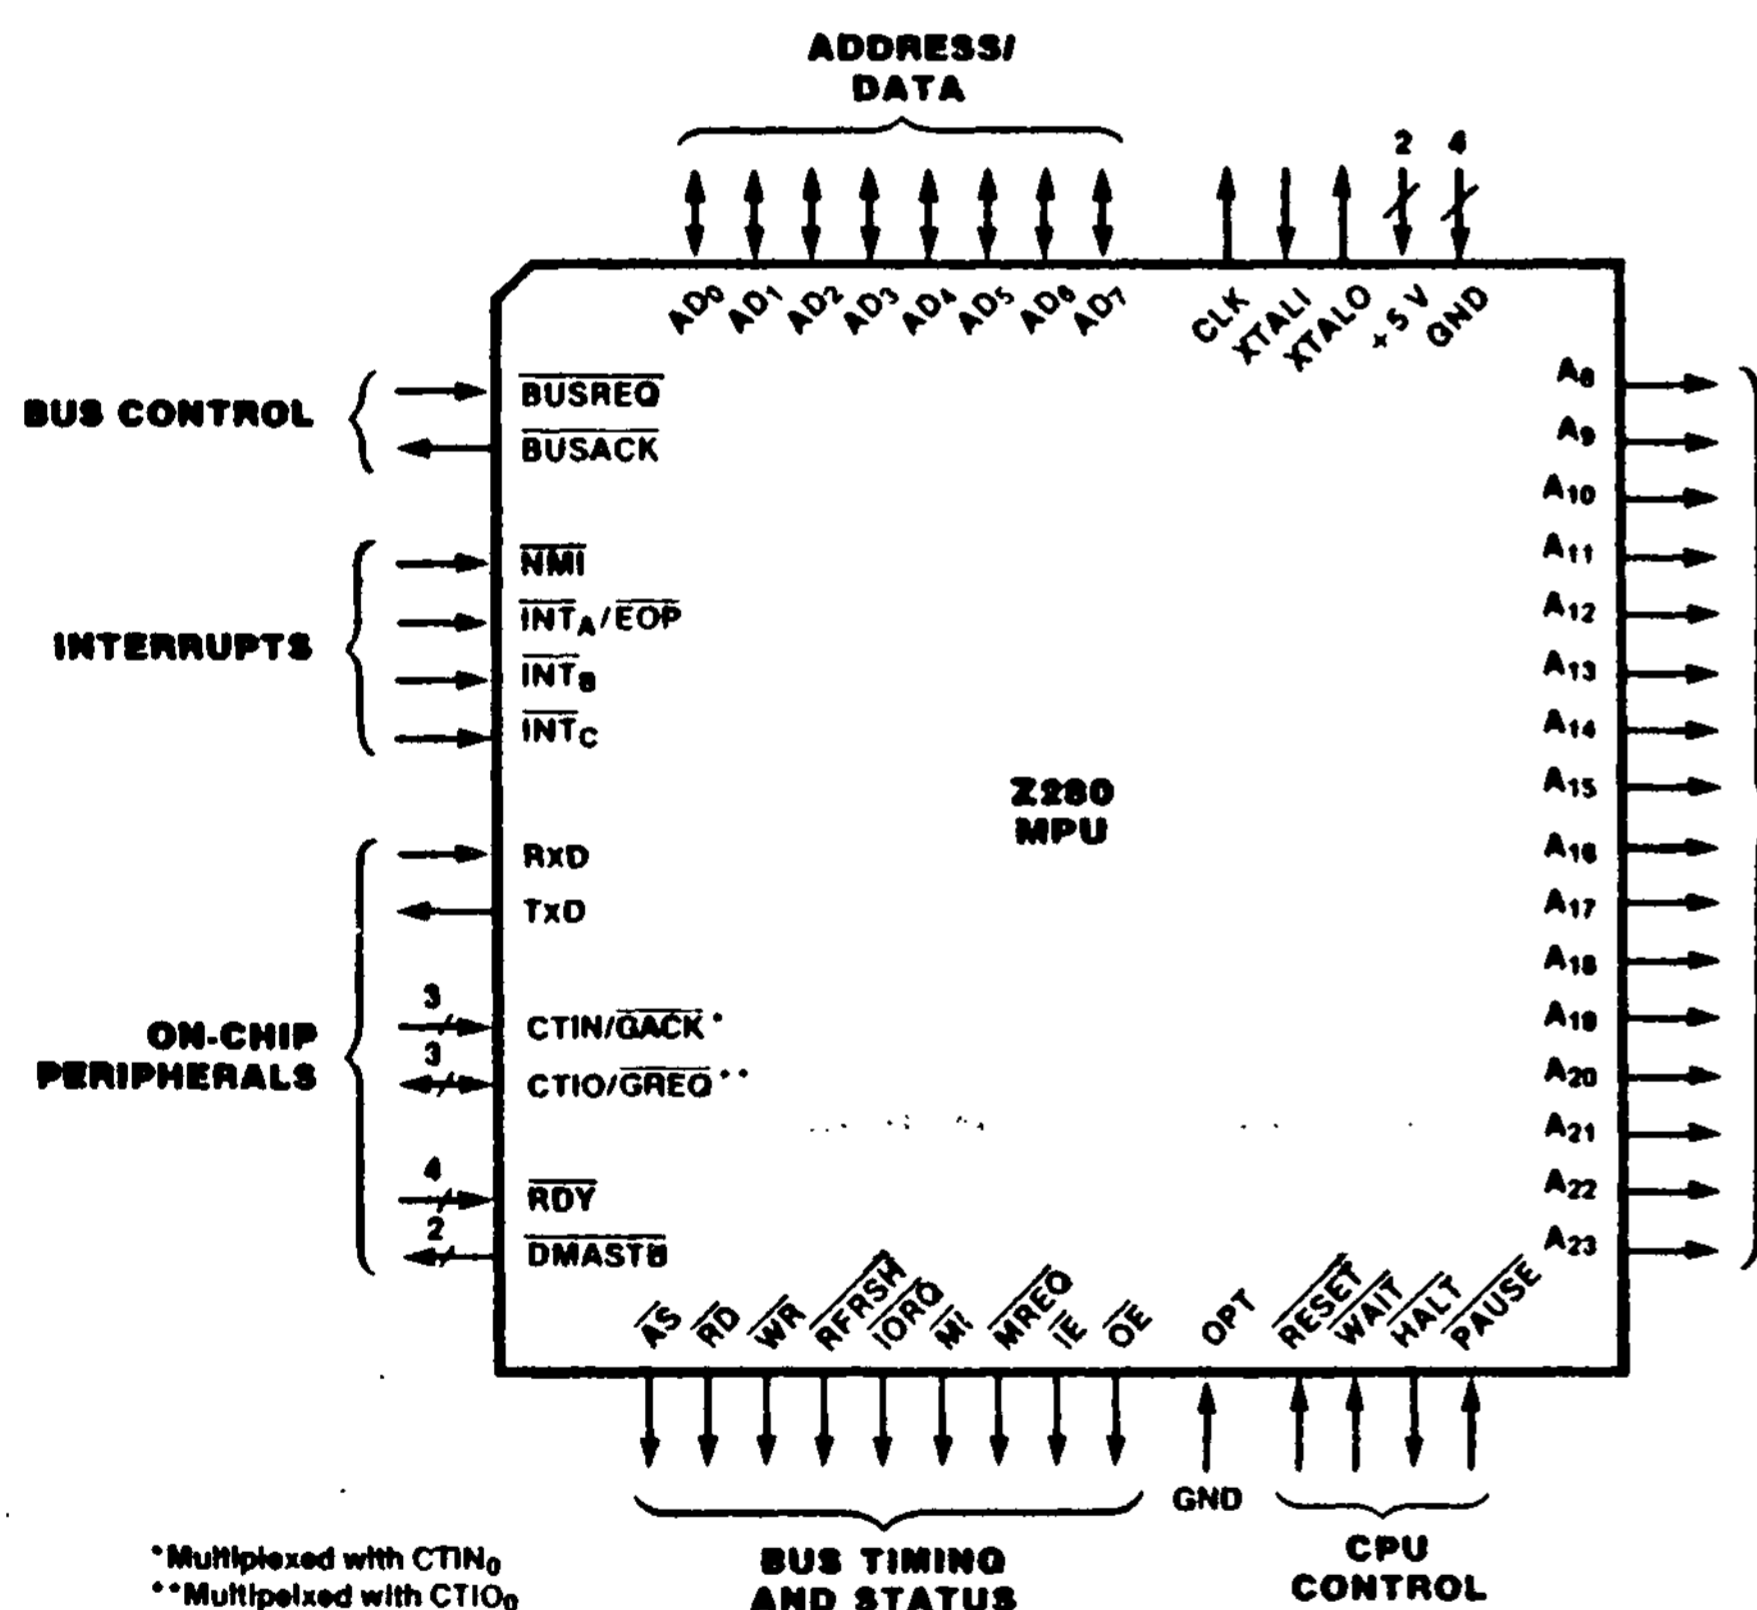 ADDRESS/
DATA
2 4
AD0 AD1 AD2 AD3 AD4 AD5 AD6 AD7 CLK XTALI XTALO +5 V GND
BUS CONTROL
BUSREQ
BUSACK
INTERRUPTS
NMI
INTA/EOP
INTB
INTC
Z280
MPU
ON-CHIP
PERIPHERALS
RxD
TxD
3
CTIN/GACK*
3
CTIO/GREQ**
4
RDY
2
DMASTB
A8
A9
A10
A11
A12
A13
A14
A15
A16
A17
A18
A19
A20
A21
A22
A23
AS RD WR RFRSH IORQ MI MREQ IE OE OPT RESET WAIT HALT PAUSE
GND
BUS TIMING
AND STATUS
CPU
CONTROL
*Multiplexed with CTIN0
**Multipelxed with CTIO0